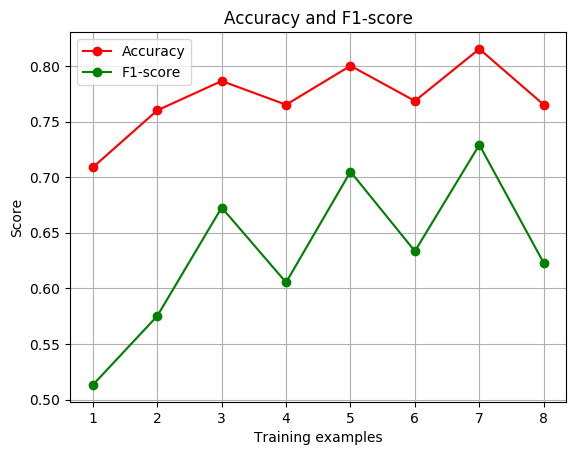 Accuracy and F1-score
Accuracy
F1-score
0.80
0.75
0.70
0.65
0.60
0.55
0.50
Score
1 2 3 4 5 6 7 8
Training examples